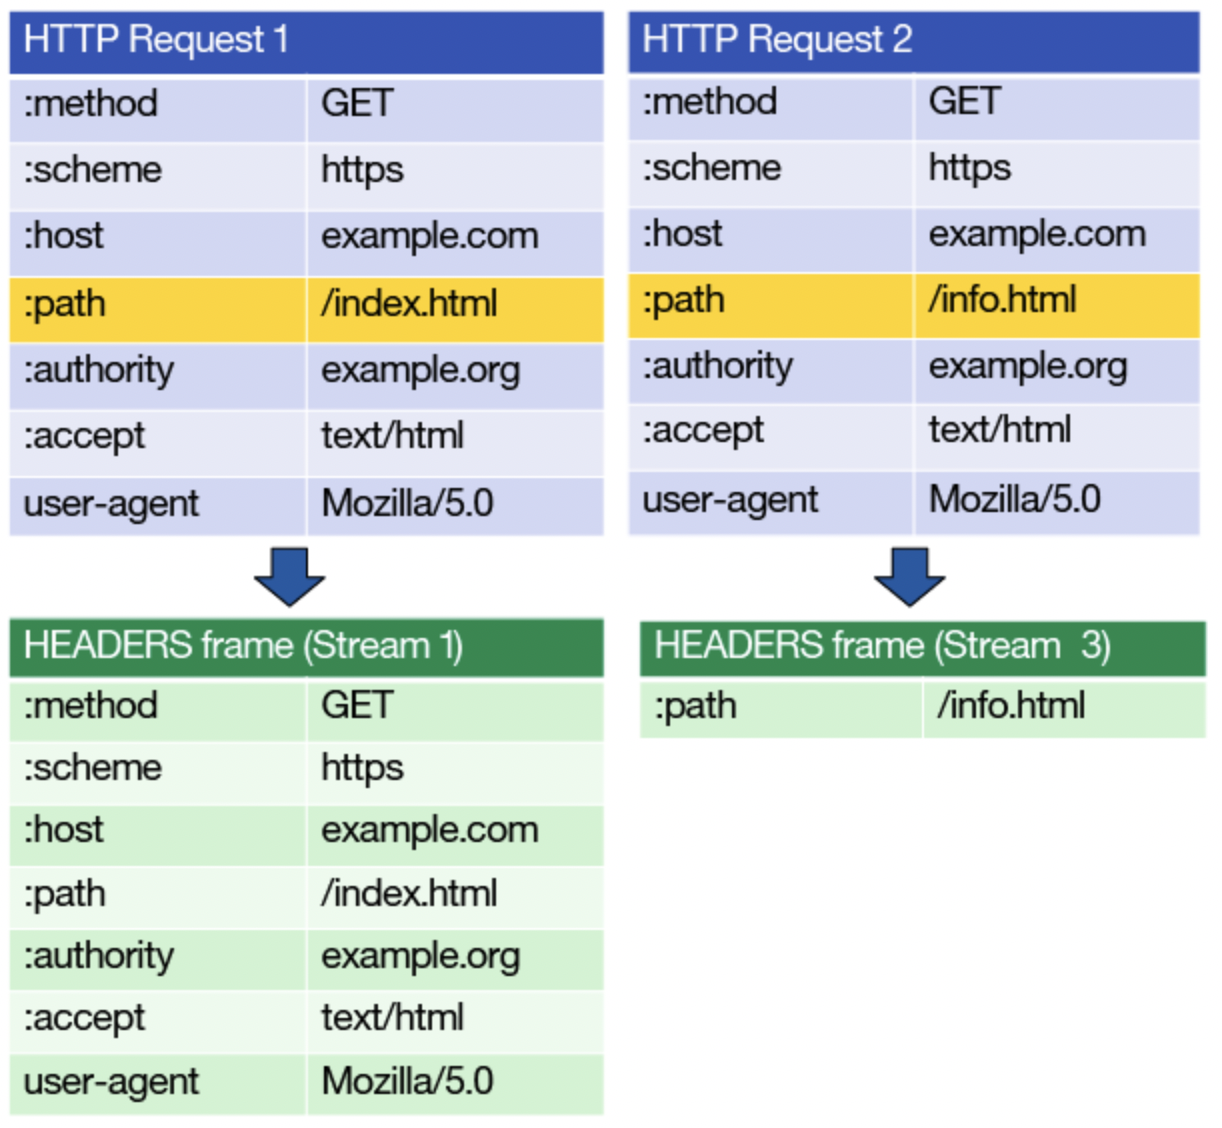 HTTP Request 1
:method GET
:scheme https
:host example.com
:path /index.html
:authority example.org
:accept text/html
user-agent Mozilla/5.0
HTTP Request 2
:method GET
:scheme https
:host example.com
:path /info.html
:authority example.org
:accept text/html
user-agent Mozilla/5.0
HEADERS frame (Stream 1)
:method GET
:scheme https
:host example.com
:path /index.html
:authority example.org
:accept text/html
user-agent Mozilla/5.0
HEADERS frame (Stream 3)
:path /info.html